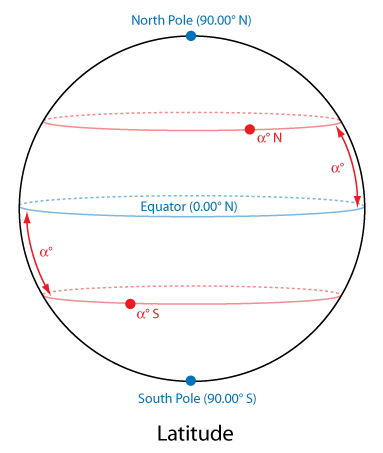 North Pole (90.00° N)
α° N
α°
Equator (0.00° N)
α°
α° S
South Pole (90.00° S)
Latitude